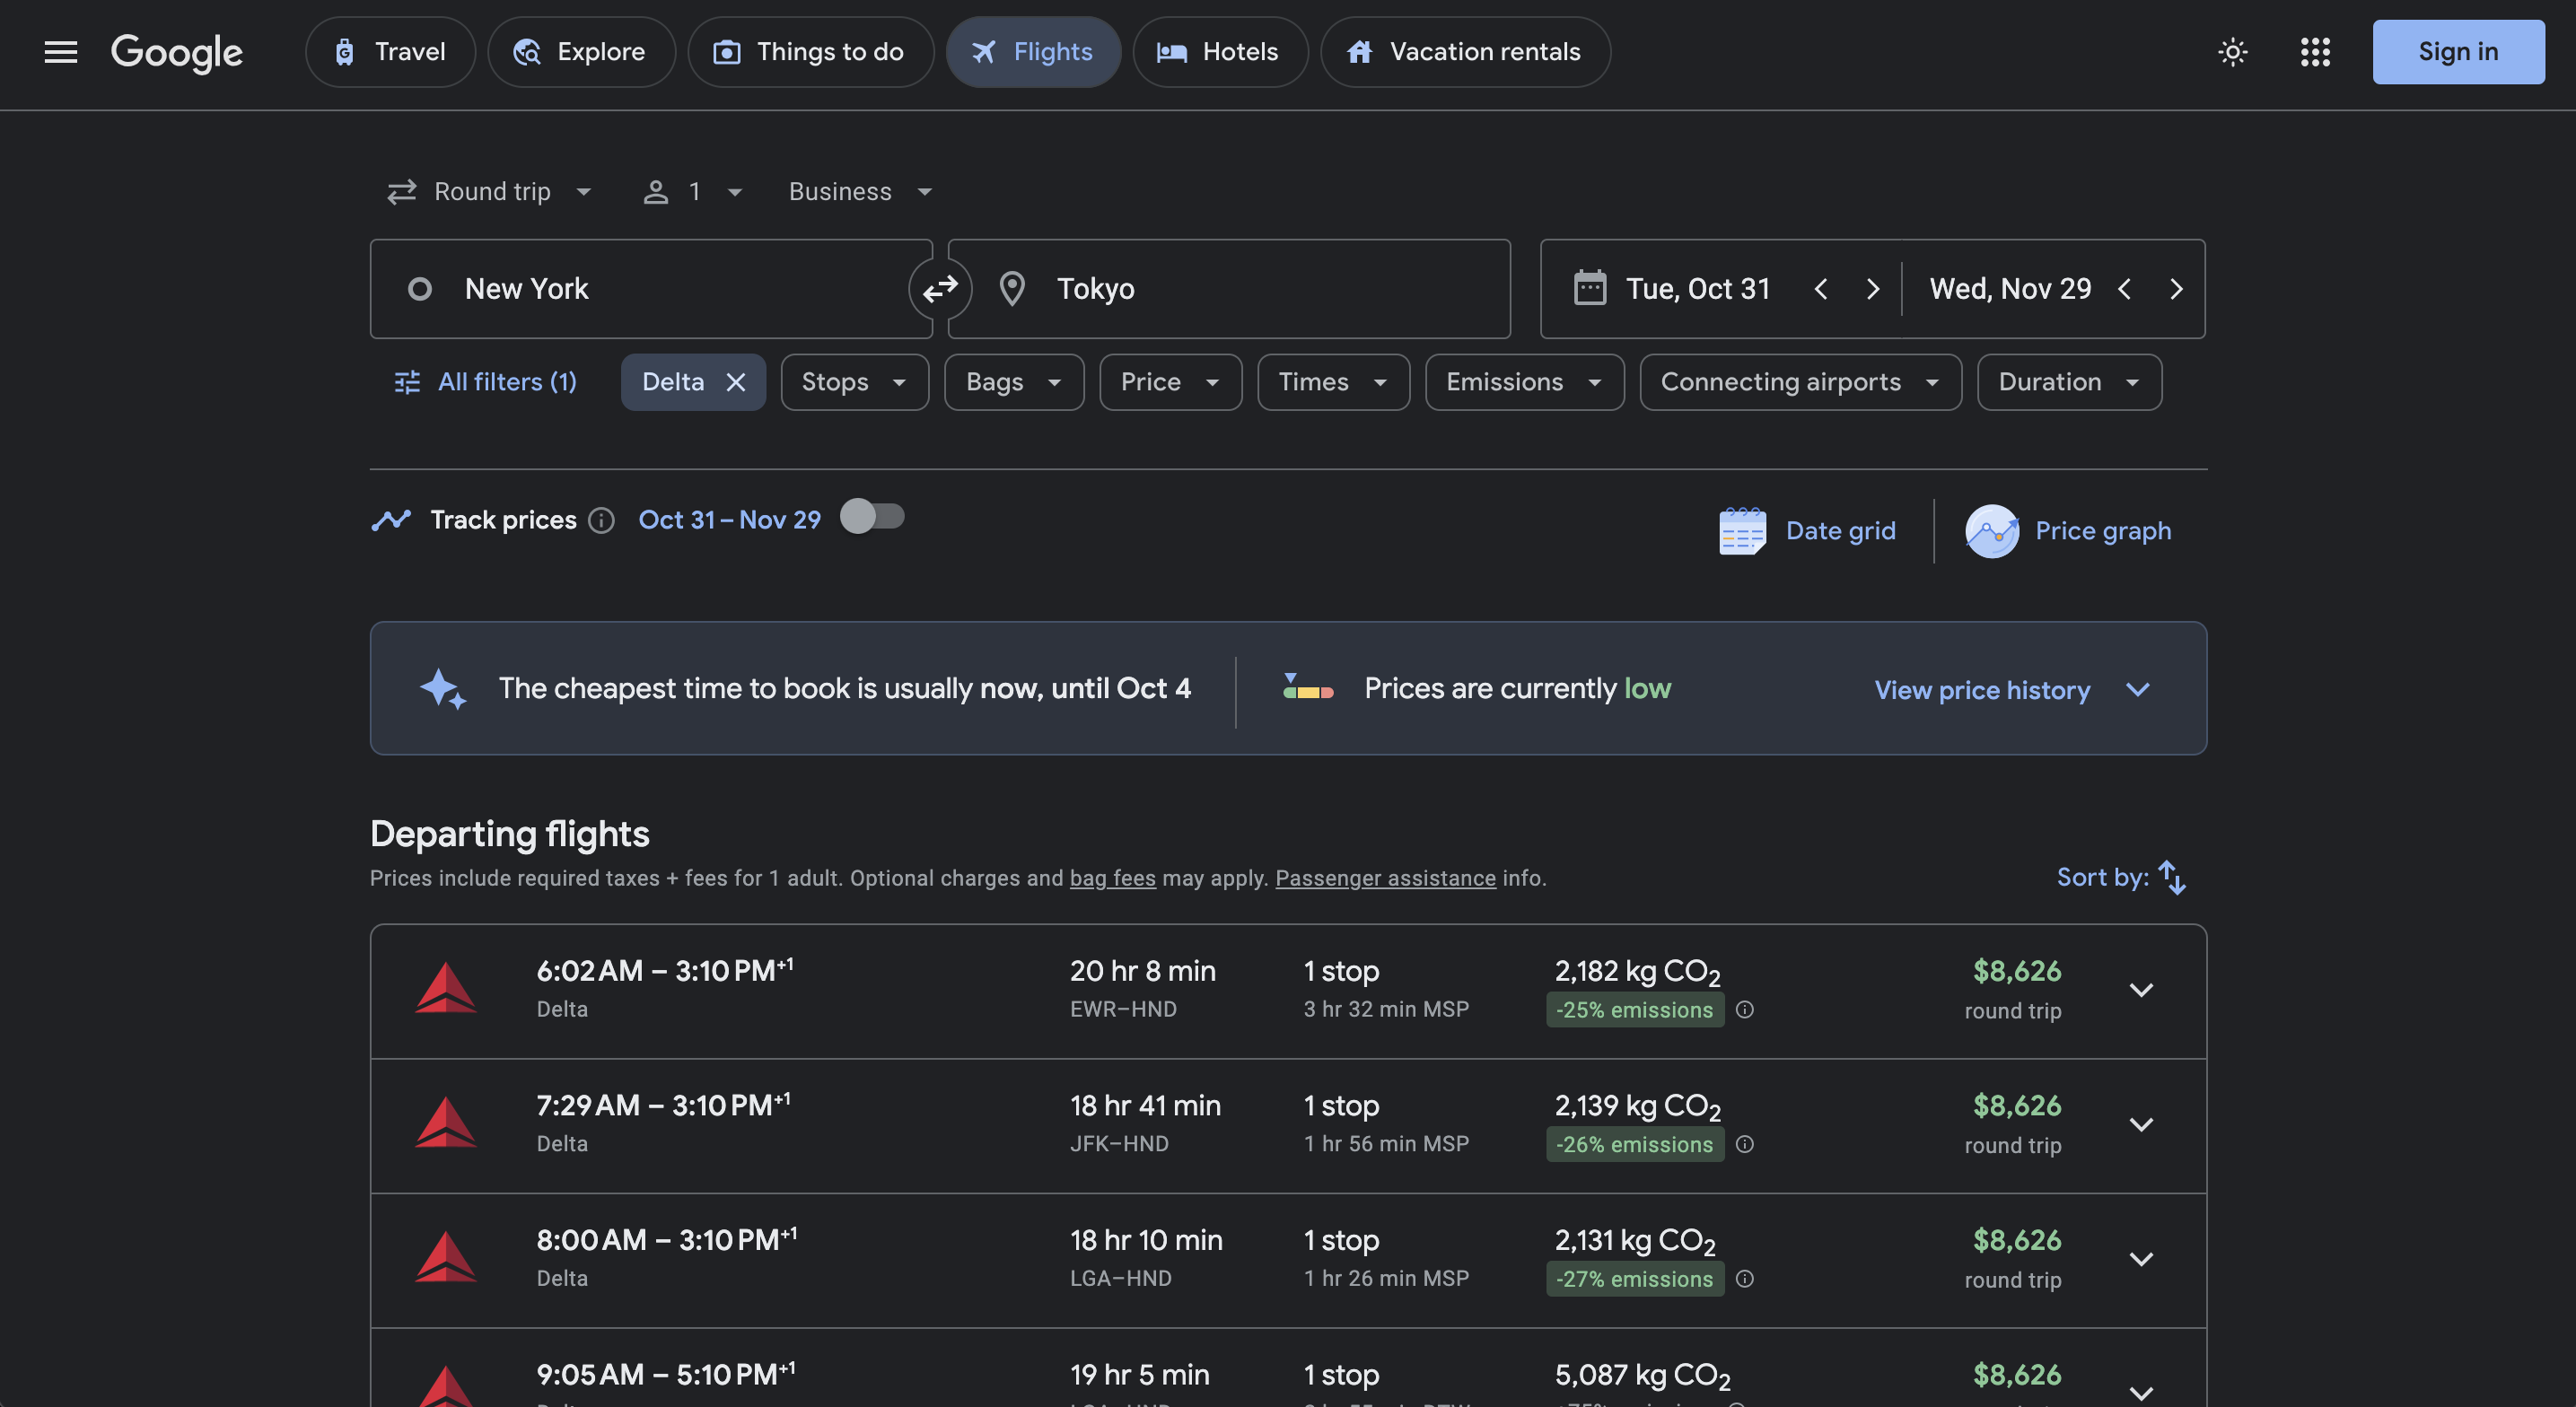 Google
Travel
Explore
Things to do
Flights
Hotels
Vacation rentals
Sign in
Round trip
1
Business
New York
Tokyo
Tue, Oct 31
Wed, Nov 29
All filters (1)
Delta
Stops
Bags
Price
Times
Emissions
Connecting airports
Duration
Track prices
Oct 31 – Nov 29
Date grid
Price graph
The cheapest time to book is usually now, until Oct 4
Prices are currently low
View price history
Departing flights
Prices include required taxes + fees for 1 adult. Optional charges and bag fees may apply. Passenger assistance info.
Sort by:
6:02 AM – 3:10 PM+1 20 hr 8 min 1 stop 2,182 kg CO2 $8,626
Delta EWR–HND 3 hr 32 min MSP -25% emissions round trip
7:29 AM – 3:10 PM+1 18 hr 41 min 1 stop 2,139 kg CO2 $8,626
Delta JFK–HND 1 hr 56 min MSP -26% emissions round trip
8:00 AM – 3:10 PM+1 18 hr 10 min 1 stop 2,131 kg CO2 $8,626
Delta LGA–HND 1 hr 26 min MSP -27% emissions round trip
9:05 AM – 5:10 PM+1 19 hr 5 min 1 stop 5,087 kg CO2 $8,626